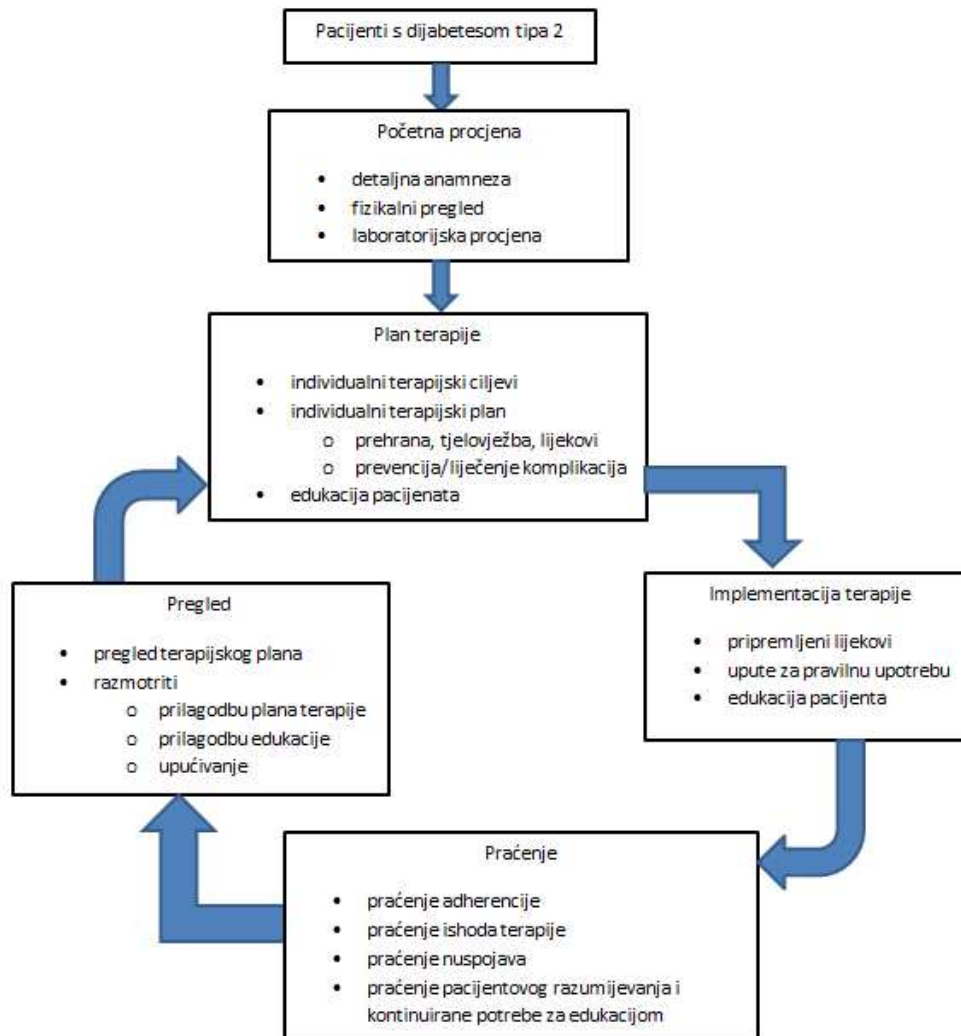 Pacijenti s dijabetesom tipa 2
Početna procjena
• detaljna anamneza
• fizikalni pregled
• laboratorijska procjena
Plan terapije
• individualni terapijski ciljevi
• individualni terapijski plan
o prehrana, tjelovježba, lijekovi
o prevencija/liječenje komplikacija
• edukacija pacijenata
Implementacija terapije
• pripremljeni lijekovi
• upute za pravilnu upotrebu
• edukacija pacijenta
Praćenje
• praćenje adherencije
• praćenje ishoda terapije
• praćenje nuspojava
• praćenje pacijentovog razumijevanja i
kontinuirane potrebe za edukacijom
Pregled
• pregled terapijskog plana
• razmotriti
o prilagodbu plana terapije
o prilagodbu edukacije
o upućivanje